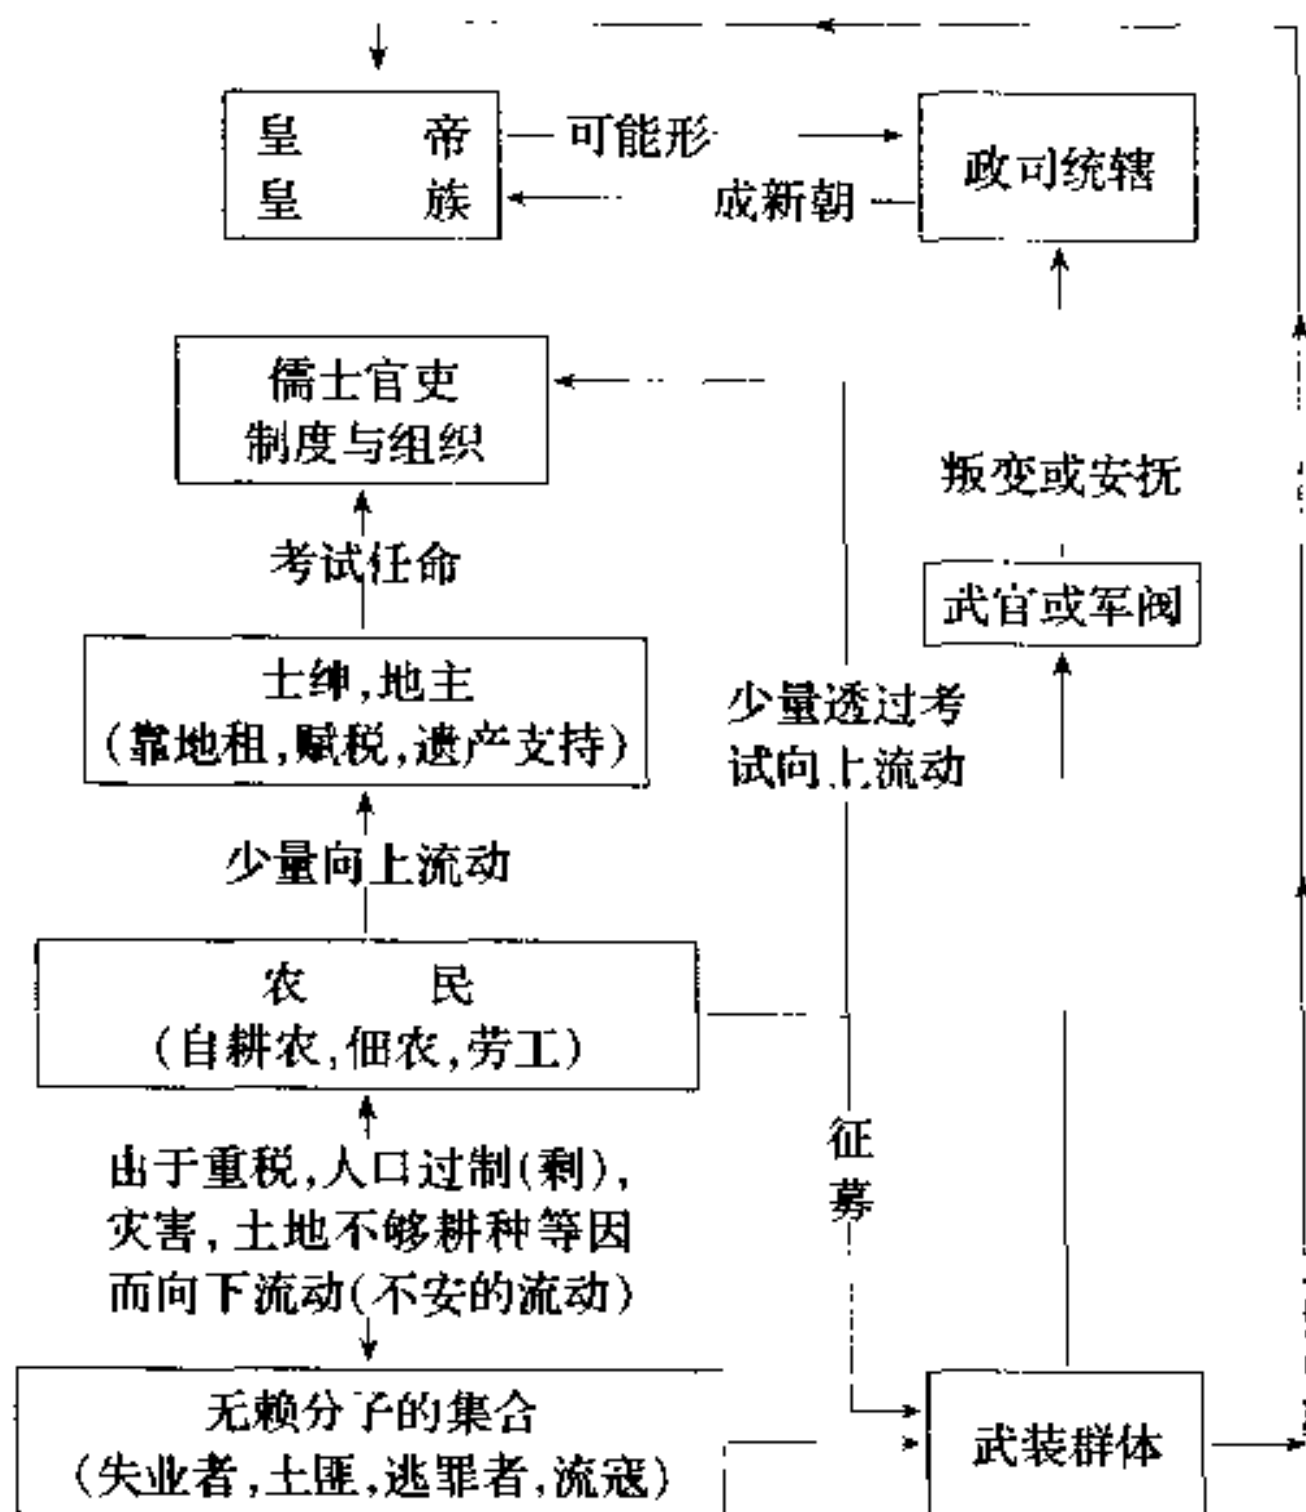 皇 帝
皇 族
可能形
成新朝
政司统辖
儒士官吏
制度与组织
叛变或安抚
考试任命
武官或军阀
士绅,地主
(靠地租,赋税,遗产支持)
少量透过考
试向上流动
少量向上流动
农 民
(自耕农,佃农,劳工)
征
募
出于重税,人口过制(剩),
灾害,土地不够耕种等因
而向下流动(不安的流动)
无赖分子的集合
(失业者,土匪,逃罪者,流寇)
武装群体